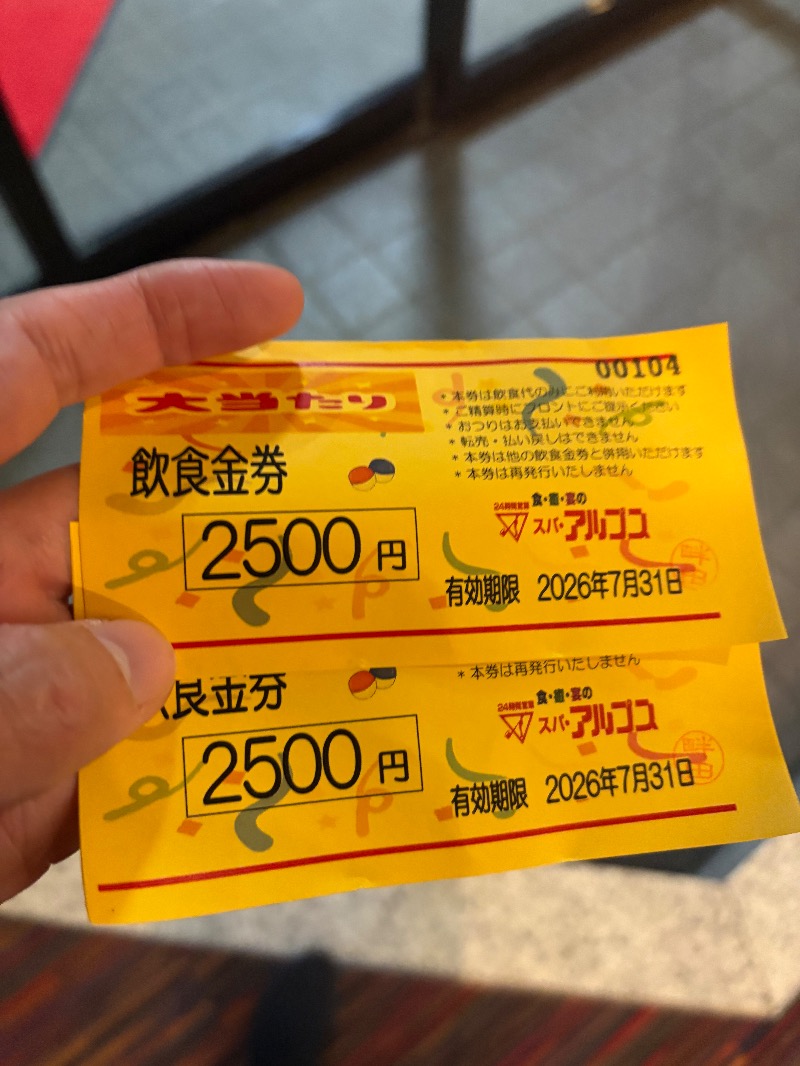 00104
大当たり
飲食金券
2500円
*本券は飲食代のみにご利用いただけます
*ご精算時にフロントにご提示ください
*おつりはお支払いできません
*転売・払い戻しはできません
*本券は他の飲食金券と併用いただけます
*本券は再発行いたしません
食・癒・宴の
24時間営業
スパ・アルプス
有効期限 2026年7月31日
*本券は再発行いたしません
飲食金券
2500円
食・癒・宴の
24時間営業
スパ・アルプス
有効期限 2026年7月31日